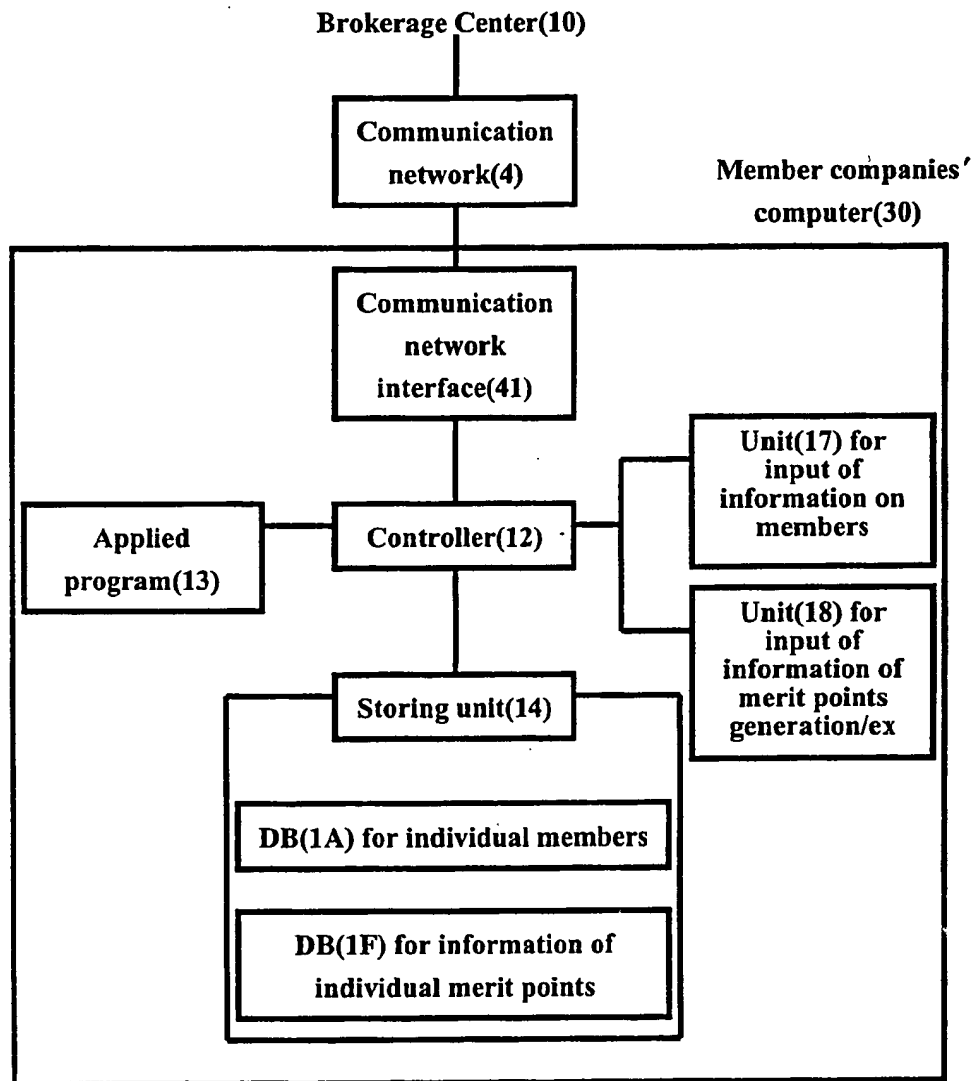 Brokerage Center(10)
Communication
network(4)
Member companies'
computer(30)
Communication
network
interface(41)
Unit(17) for
input of
information on
members
Applied
program(13)
Controller(12)
Unit(18) for
input of
information of
merit points
generation/ex
Storing unit(14)
DB(1A) for individual members
DB(1F) for information of
individual merit points